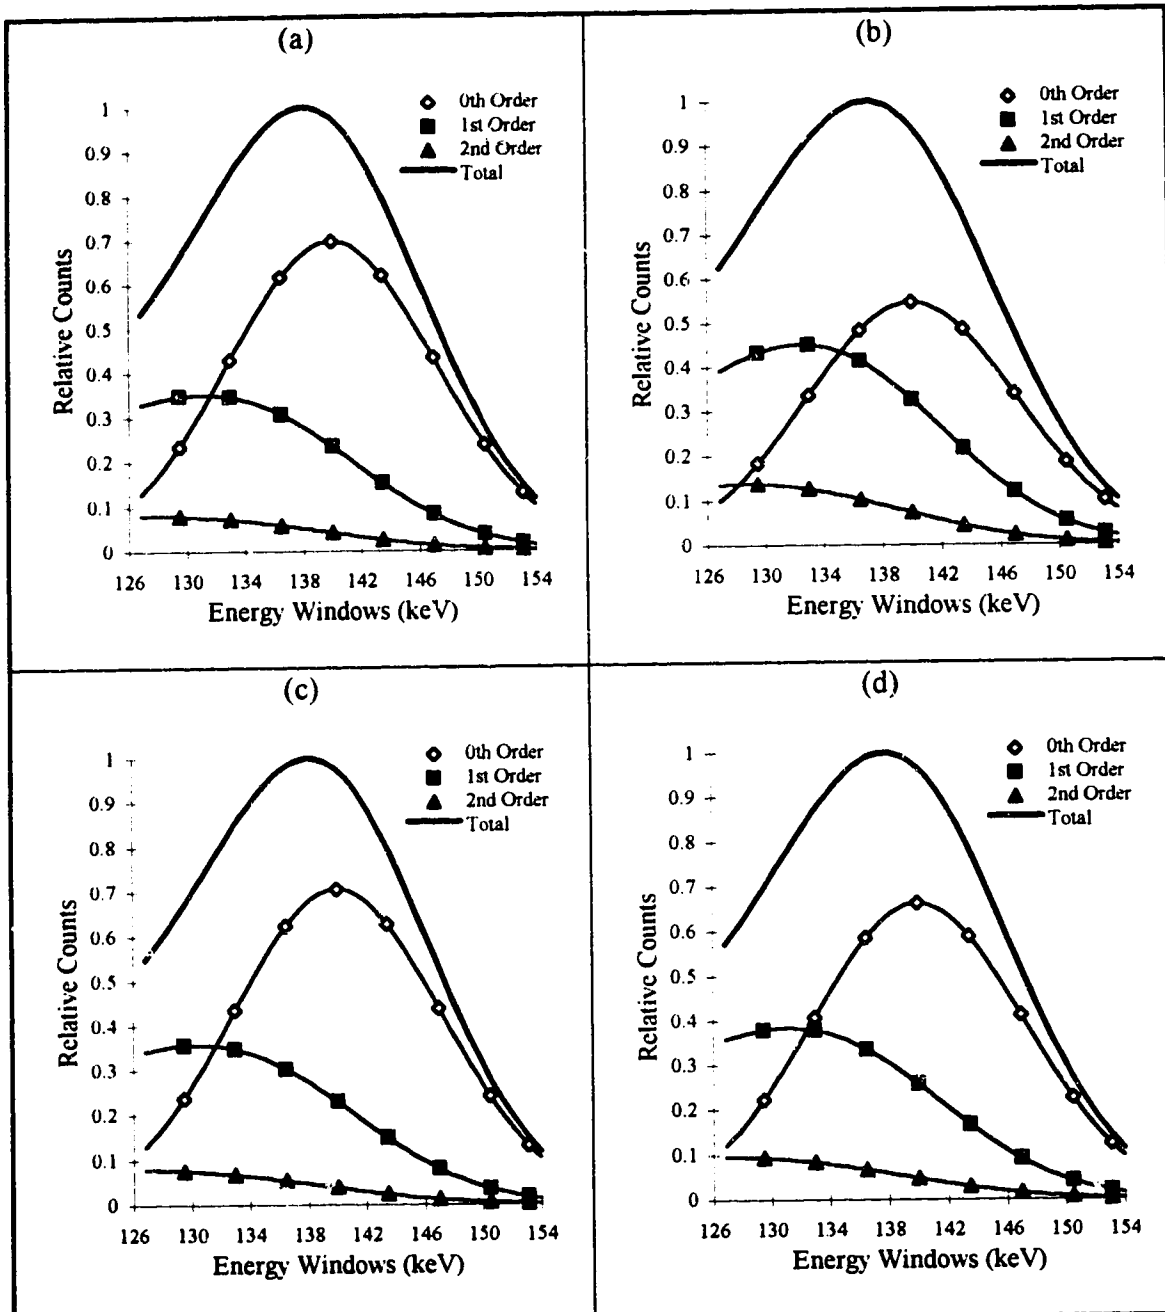 (a)
0th Order
1st Order
2nd Order
Total
1
0.9
0.8
0.7
0.6
0.5
0.4
0.3
0.2
0.1
0
Relative Counts
126 130 134 138 142 146 150 154
Energy Windows (keV)
(b)
0th Order
1st Order
2nd Order
Total
1
0.9
0.8
0.7
0.6
0.5
0.4
0.3
0.2
0.1
0
Relative Counts
126 130 134 138 142 146 150 154
Energy Windows (keV)
(c)
0th Order
1st Order
2nd Order
Total
1
0.9
0.8
0.7
0.6
0.5
0.4
0.3
0.2
0.1
0
Relative Counts
126 130 134 138 142 146 150 154
Energy Windows (keV)
(d)
0th Order
1st Order
2nd Order
Total
1
0.9
0.8
0.7
0.6
0.5
0.4
0.3
0.2
0.1
0
Relative Counts
126 130 134 138 142 146 150 154
Energy Windows (keV)